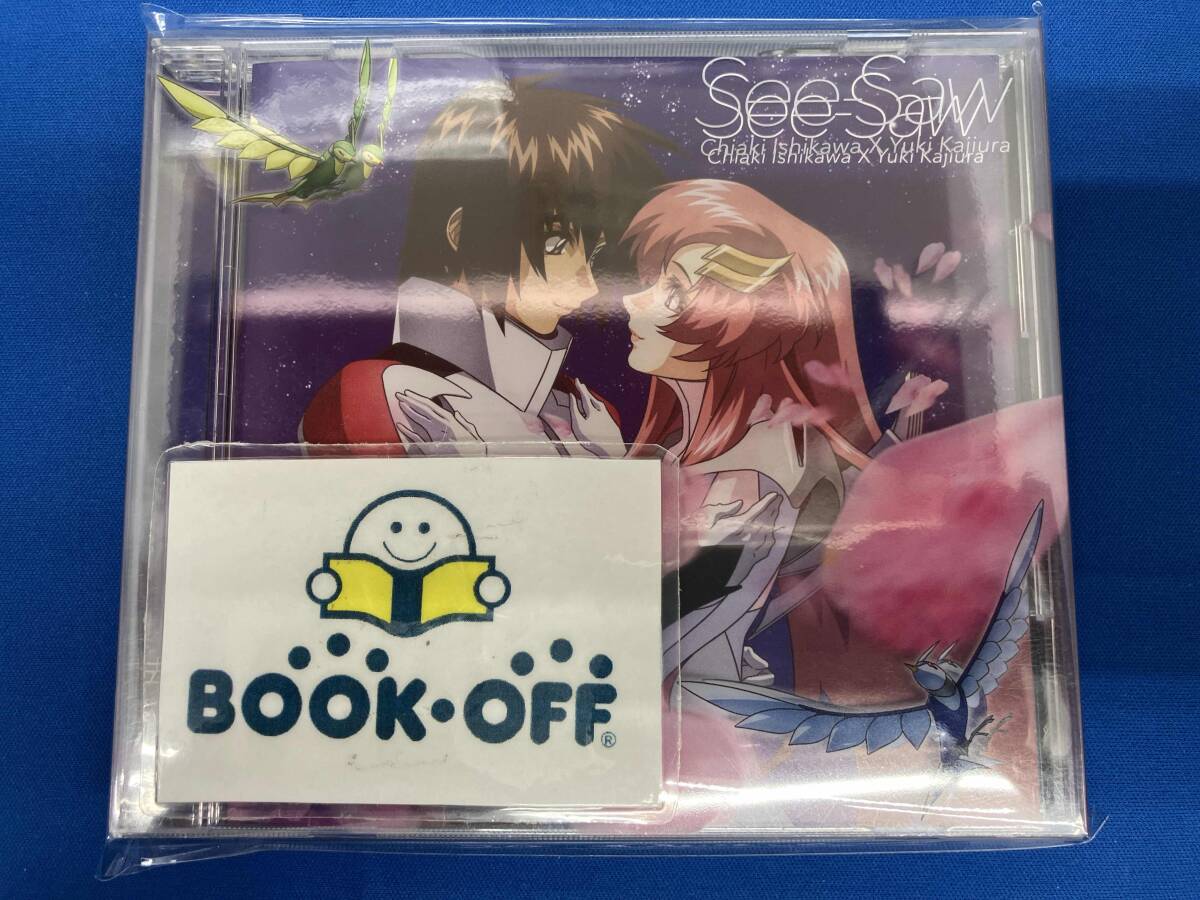 See-Saw
See-Saw
Chiaki Ishikawa X Yuki Kajiura
Chiaki Ishikawa X Yuki Kajiura
BOOK·OFF®